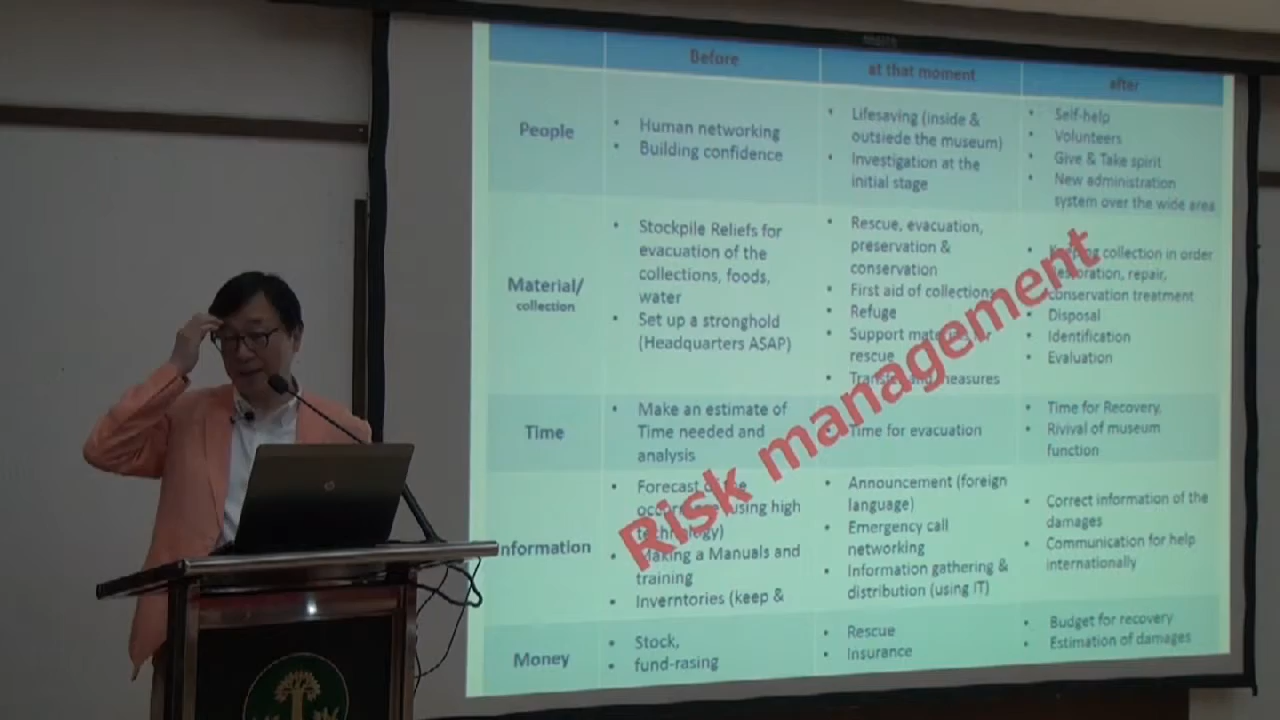 Before
at that moment
after
People
• Human networking
• Building confidence
• Lifesaving (inside &
outsiede the museum)
• Investigation at the
initial stage
• Self-help
• Volunteers
• Give & Take spirit
• New administration
system over the wide area
Material/
collection
• Stockpile Reliefs for
evacuation of the
collections, foods,
water
• Set up a stronghold
(Headquarters ASAP)
• Rescue, evacuation,
preservation &
conservation
• First aid of collections
• Refuge
• Support
rescue
• measures
• collection in order
repair,
conservation treatment
• Disposal
• Identification
• Evaluation
Time
• Make an estimate of
Time needed and
analysis
• Time for evacuation
• Time for Recovery,
• Rivival of museum
function
nformation
• Forecast
using high
• Making a Manuals and
training
• Inverntories (keep &
• Announcement (foreign
language)
• Emergency call
networking
• Information gathering &
distribution (using IT)
• Correct information of the
damages
• Communication for help
internationally
Money
• Stock,
• fund-rasing
• Rescue
• Insurance
• Budget for recovery
• Estimation of damages
Risk management
hp